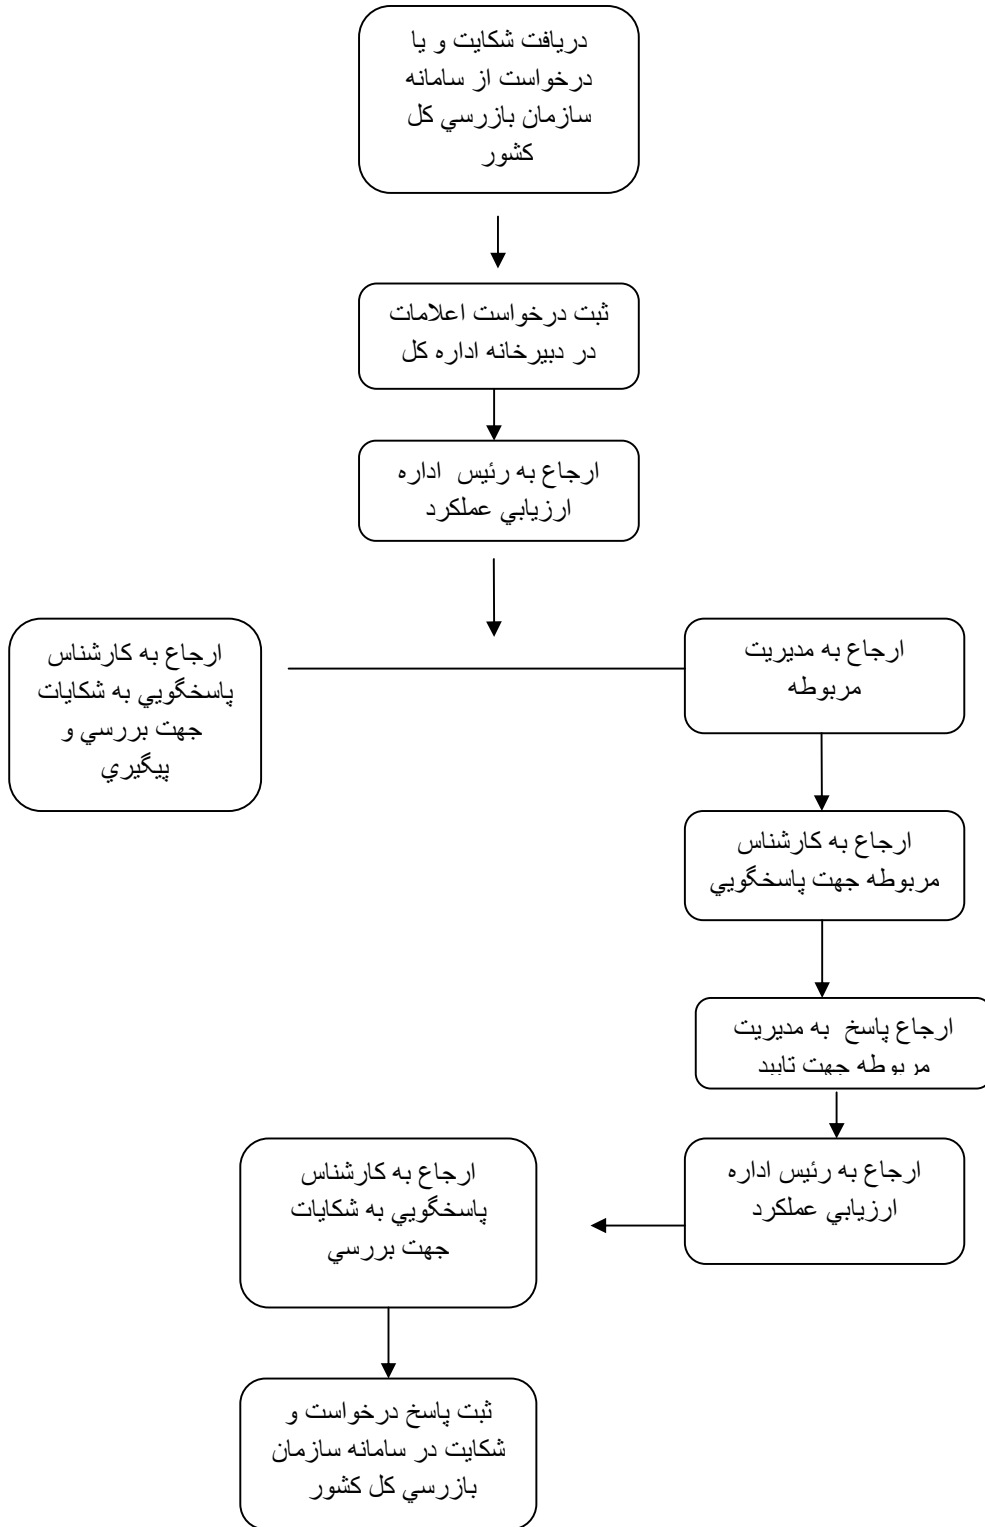 دريافت شكايت و يا
درخواست از سامانه
سازمان بازرسي كل
كشور
ثبت درخواست اعلامات
در دبيرخانه اداره كل
ارجاع به رئيس اداره
ارزيابي عملكرد
ارجاع به مديريت
مربوطه
ارجاع به كارشناس
پاسخگويي به شكايات
جهت بررسي و
پيگيري
ارجاع به كارشناس
مربوطه جهت پاسخگويي
ارجاع پاسخ به مديريت
مربوطه جهت تاييد
ارجاع به رئيس اداره
ارزيابي عملكرد
ارجاع به كارشناس
پاسخگويي به شكايات
جهت بررسي
ثبت پاسخ درخواست و
شكايت در سامانه سازمان
بازرسي كل كشور